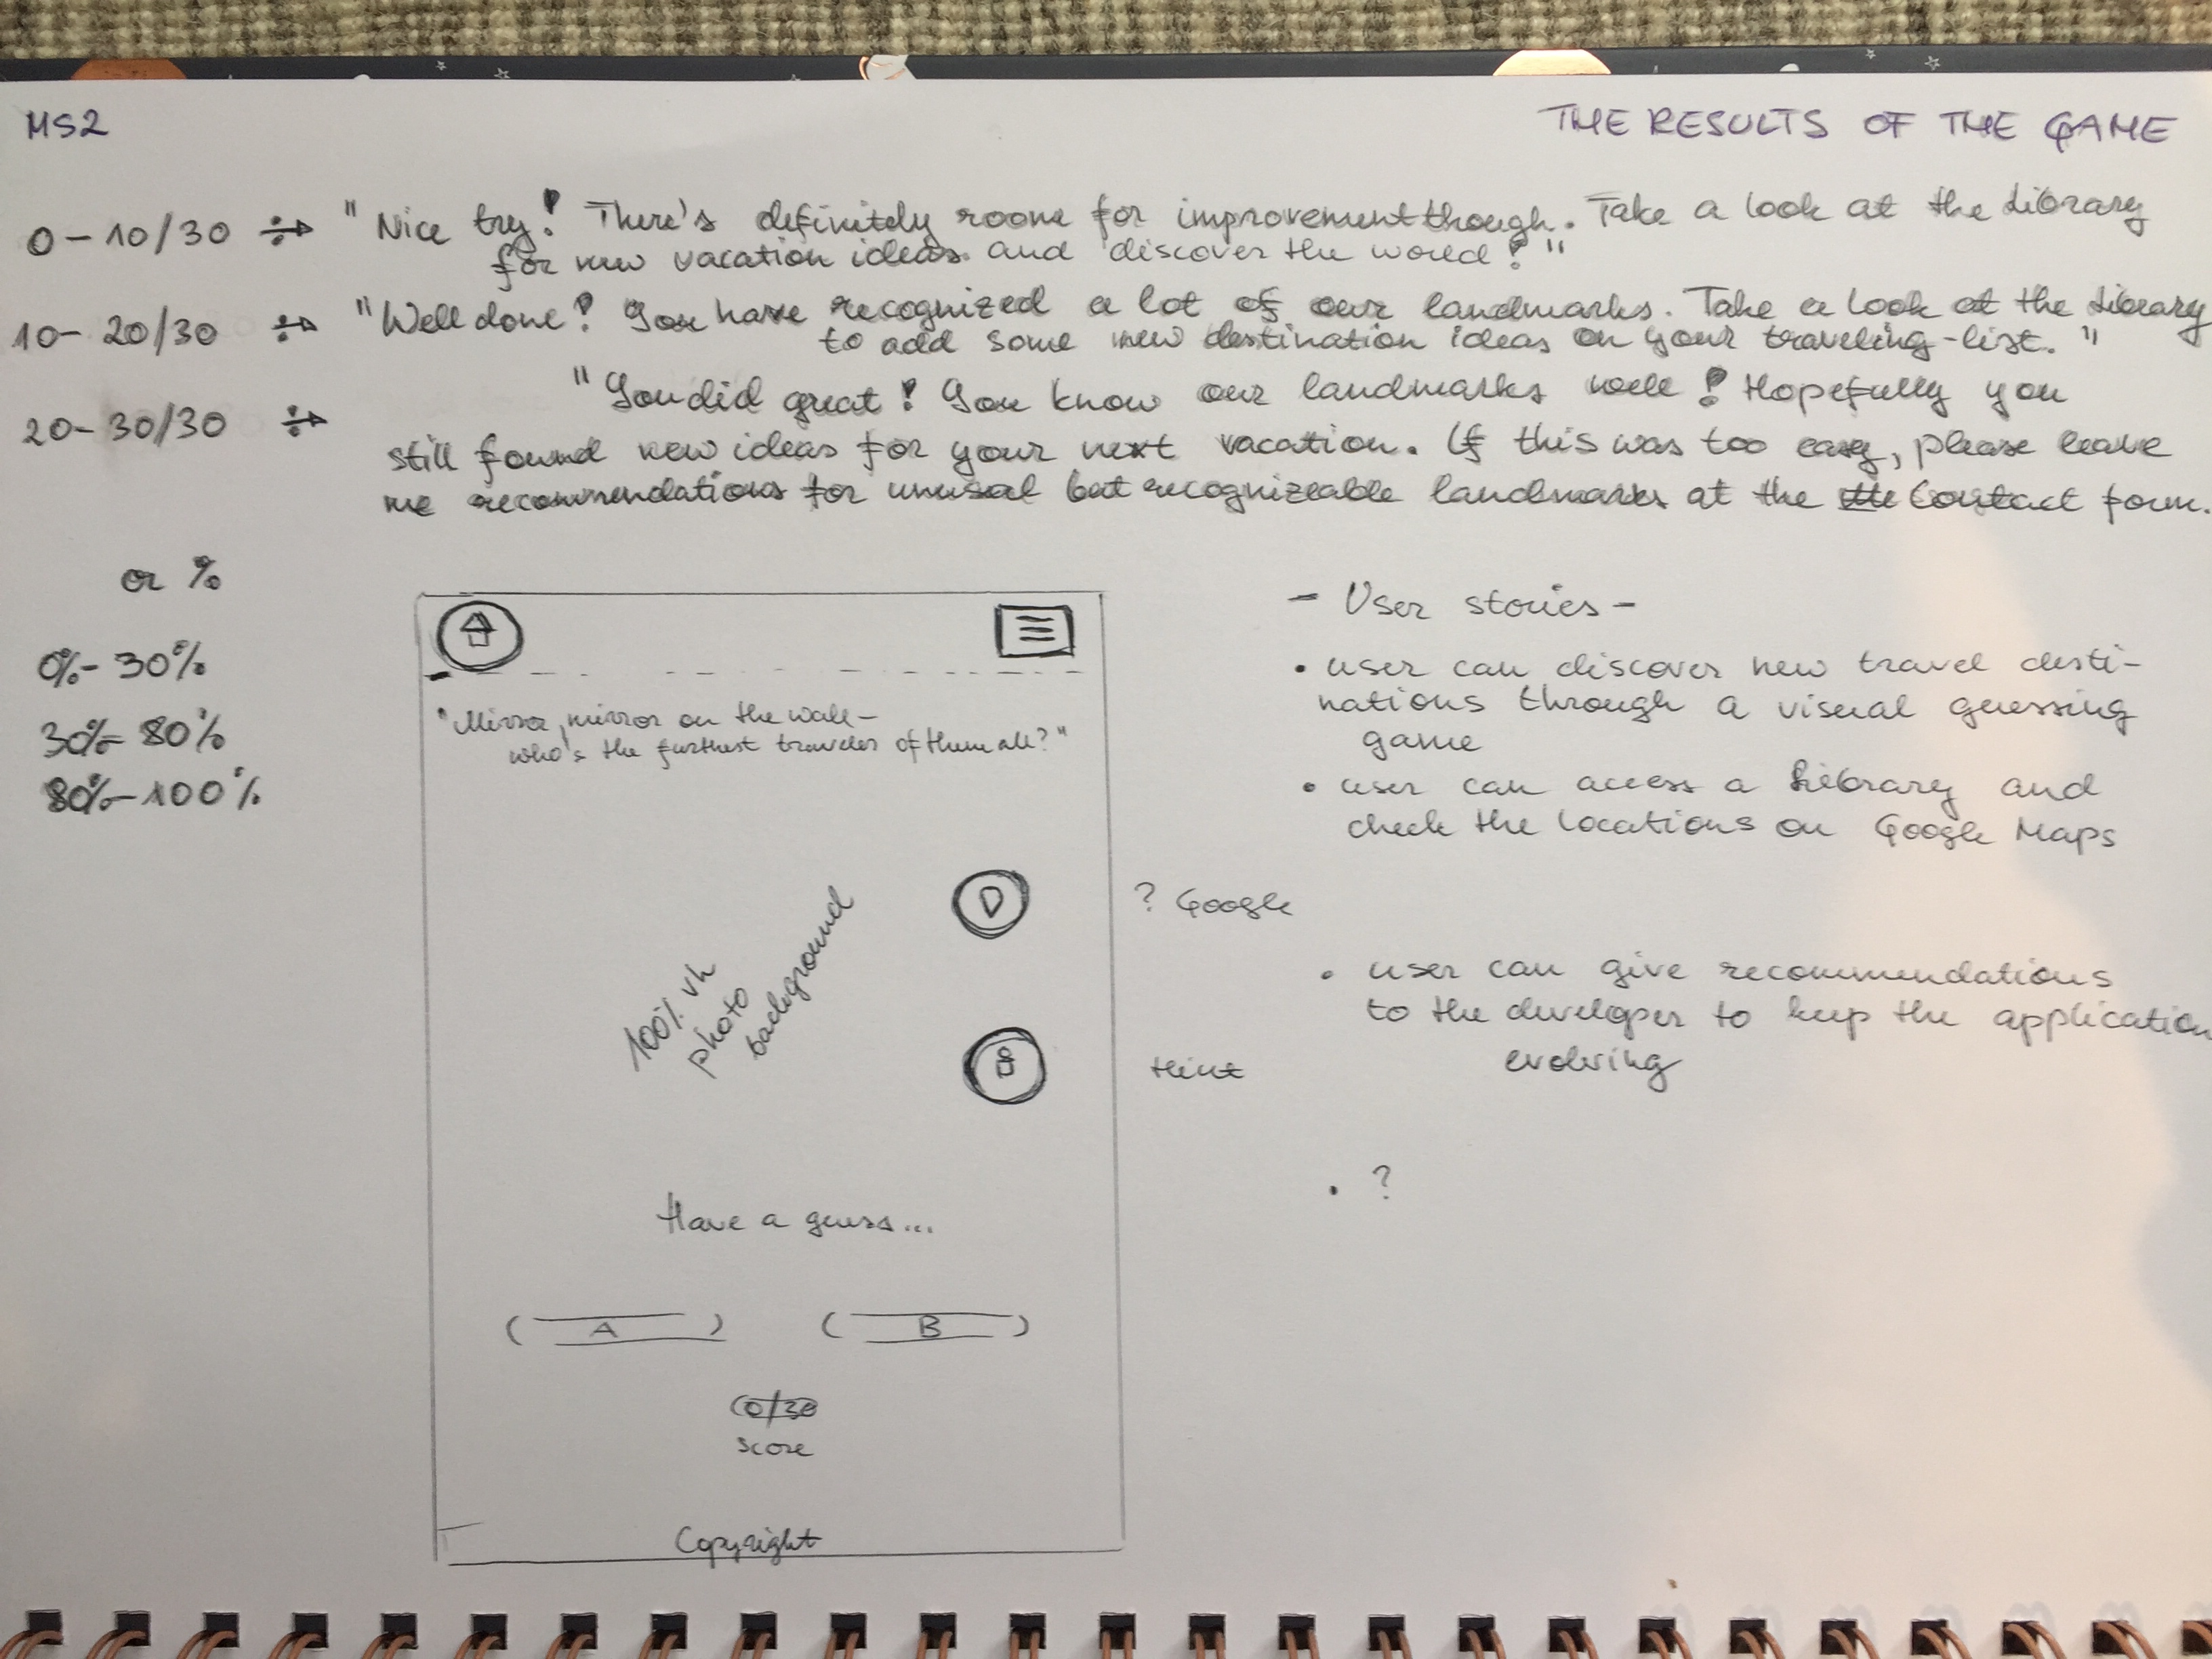 MS2
THE RESULTS OF THE GAME
0-10/30 "Nice try! There's definitely room for improvement though. Take a look at the Library
for new vacation ideas and discover the world!"
10-20/30 "Well done! You have recognized a lot of our landmarks. Take a look at the Library
to add some new destination ideas on your traveling-list."
20-30/30 "You did great! You know our landmarks well! Hopefully you
still found new ideas for your next vacation. If this was too easy, please leave
me recommendations for unusal but recognizeable landmarks at the Contact form.
or %
0%-30%
30%-80%
80%-100%
"Mirror, mirror on the wall-
who's the furthest traveler of them all?"
100% vh
photo
background
? Google
Hint
Have a guess...
A
B
0/30
score
Copyright
- User stories -
• user can discover new travel desti-
nations through a visual guessing
game
• user can access a Library and
check the locations on Google Maps
• user can give recommendations
to the developer to keep the application
evolving
• ?